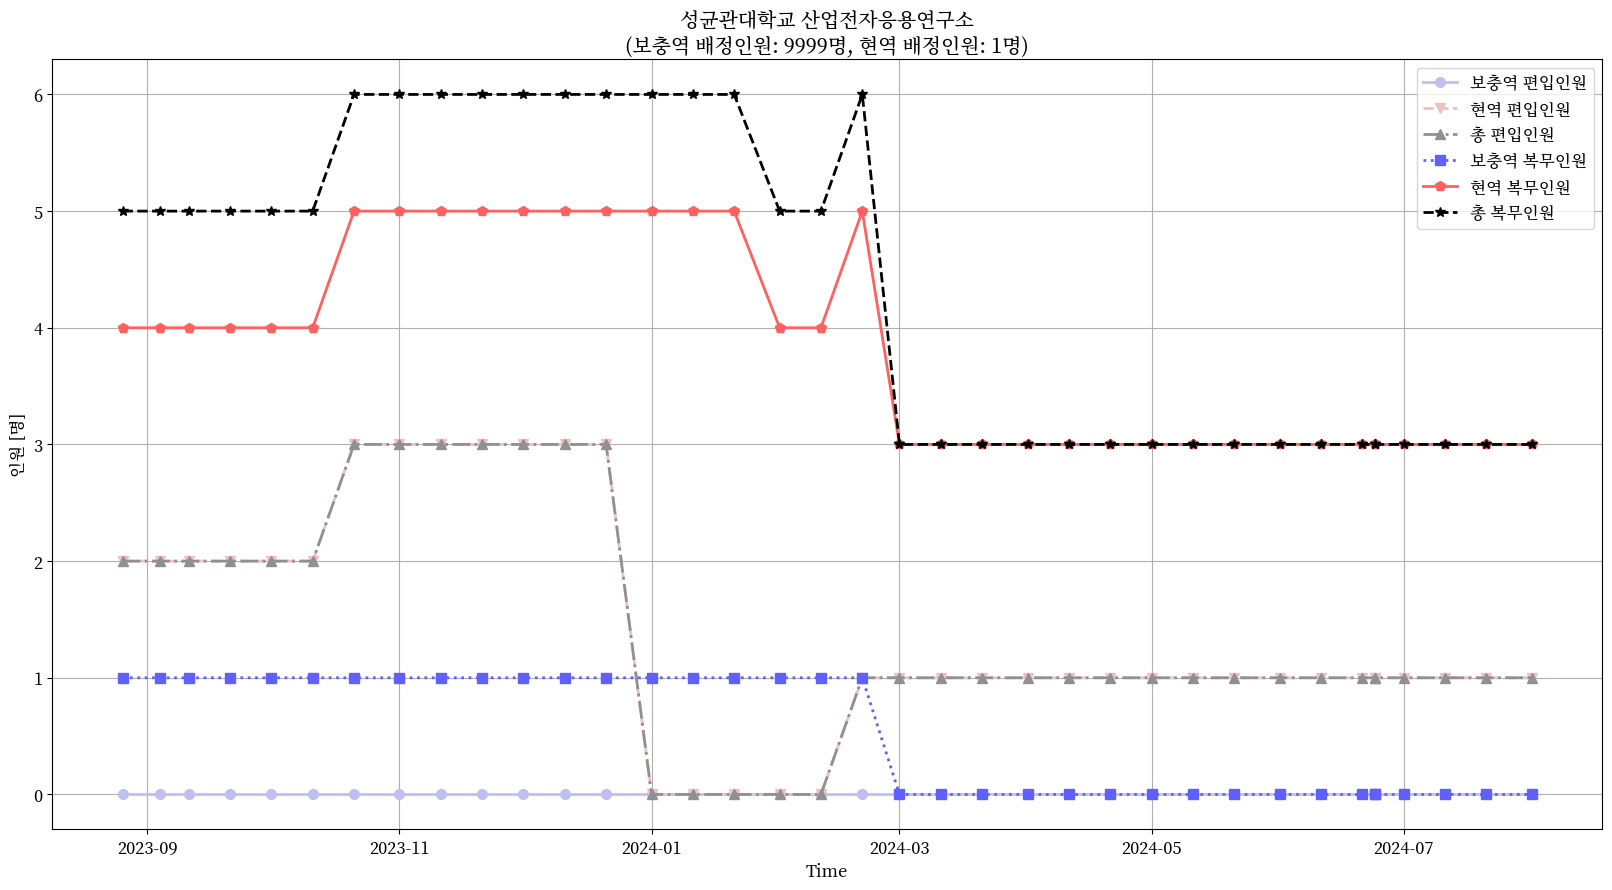 성균관대학교 산업전자응용연구소
(보충역 배정인원: 9999명, 현역 배정인원: 1명)
보충역 편입인원
현역 편입인원
총 편입인원
보충역 복무인원
현역 복무인원
총 복무인원
인원 [명]
6
5
4
3
2
1
0
2023-09
2023-11
2024-01
2024-03
2024-05
2024-07
Time